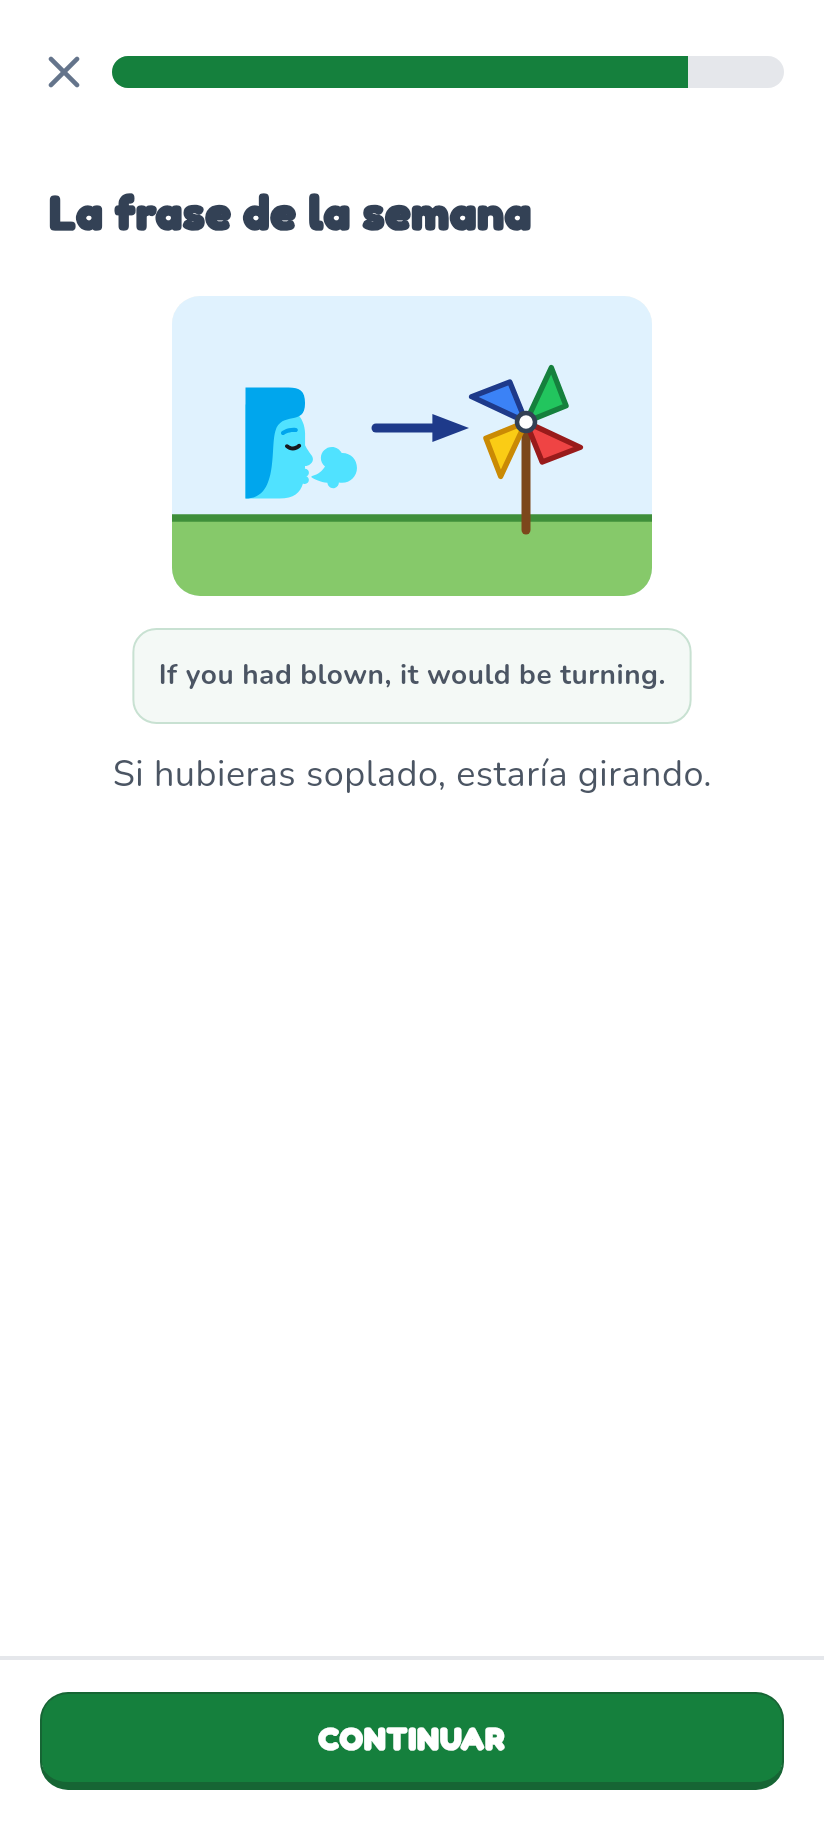 La frase de la semana
If you had blown, it would be turning.
Si hubieras soplado, estaría girando.
CONTINUAR